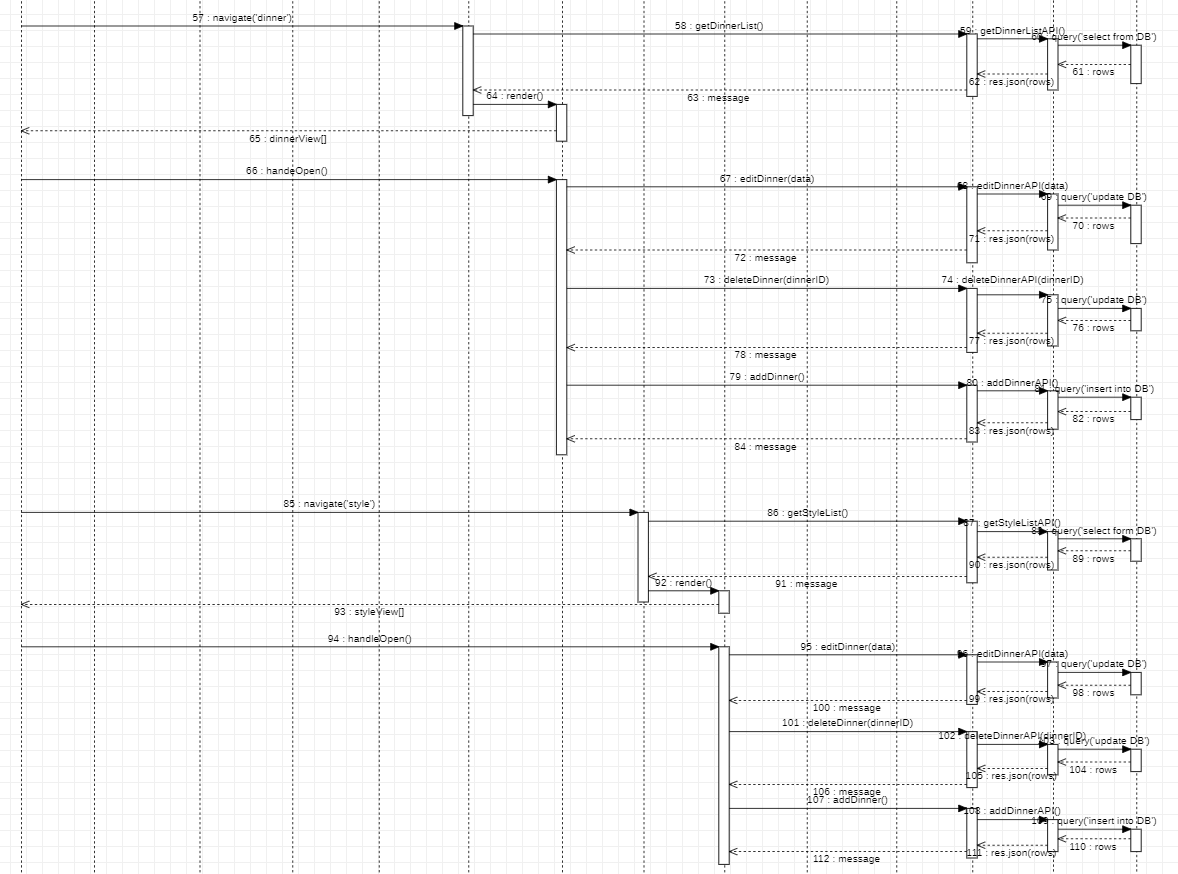 57 : navigate('dinner')
58 : getDinnerList()
59 : getDinnerListAPI()
query('select from DB')
61 : rows
62 : res.json(rows)
63 : message
64 : render()
65 : dinnerView[]
66 : handeOpen()
67 : editDinner(data)
editDinnerAPI(data)
69 : query('update DB')
70 : rows
71 : res.json(rows)
72 : message
73 : deleteDinner(dinnerID)
74 : deleteDinnerAPI(dinnerID)
75 : query('update DB')
76 : rows
77 : res.json(rows)
78 : message
79 : addDinner()
80 : addDinnerAPI()
query('insert into DB')
82 : rows
83 : res.json(rows)
84 : message
85 : navigate('style')
86 : getStyleList()
87 : getStyleListAPI()
query('select form DB')
89 : rows
90 : res.json(rows)
91 : message
92 : render()
93 : styleView[]
94 : handleOpen()
95 : editDinner(data)
96 : editDinnerAPI(data)
97 : query('update DB')
98 : rows
99 : res.json(rows)
100 : message
101 : deleteDinner(dinnerID)
102 : deleteDinnerAPI(dinnerID)
103 : query('update DB')
104 : rows
105 : res.json(rows)
106 : message
107 : addDinner()
108 : addDinnerAPI()
109 : query('insert into DB')
110 : rows
111 : res.json(rows)
112 : message